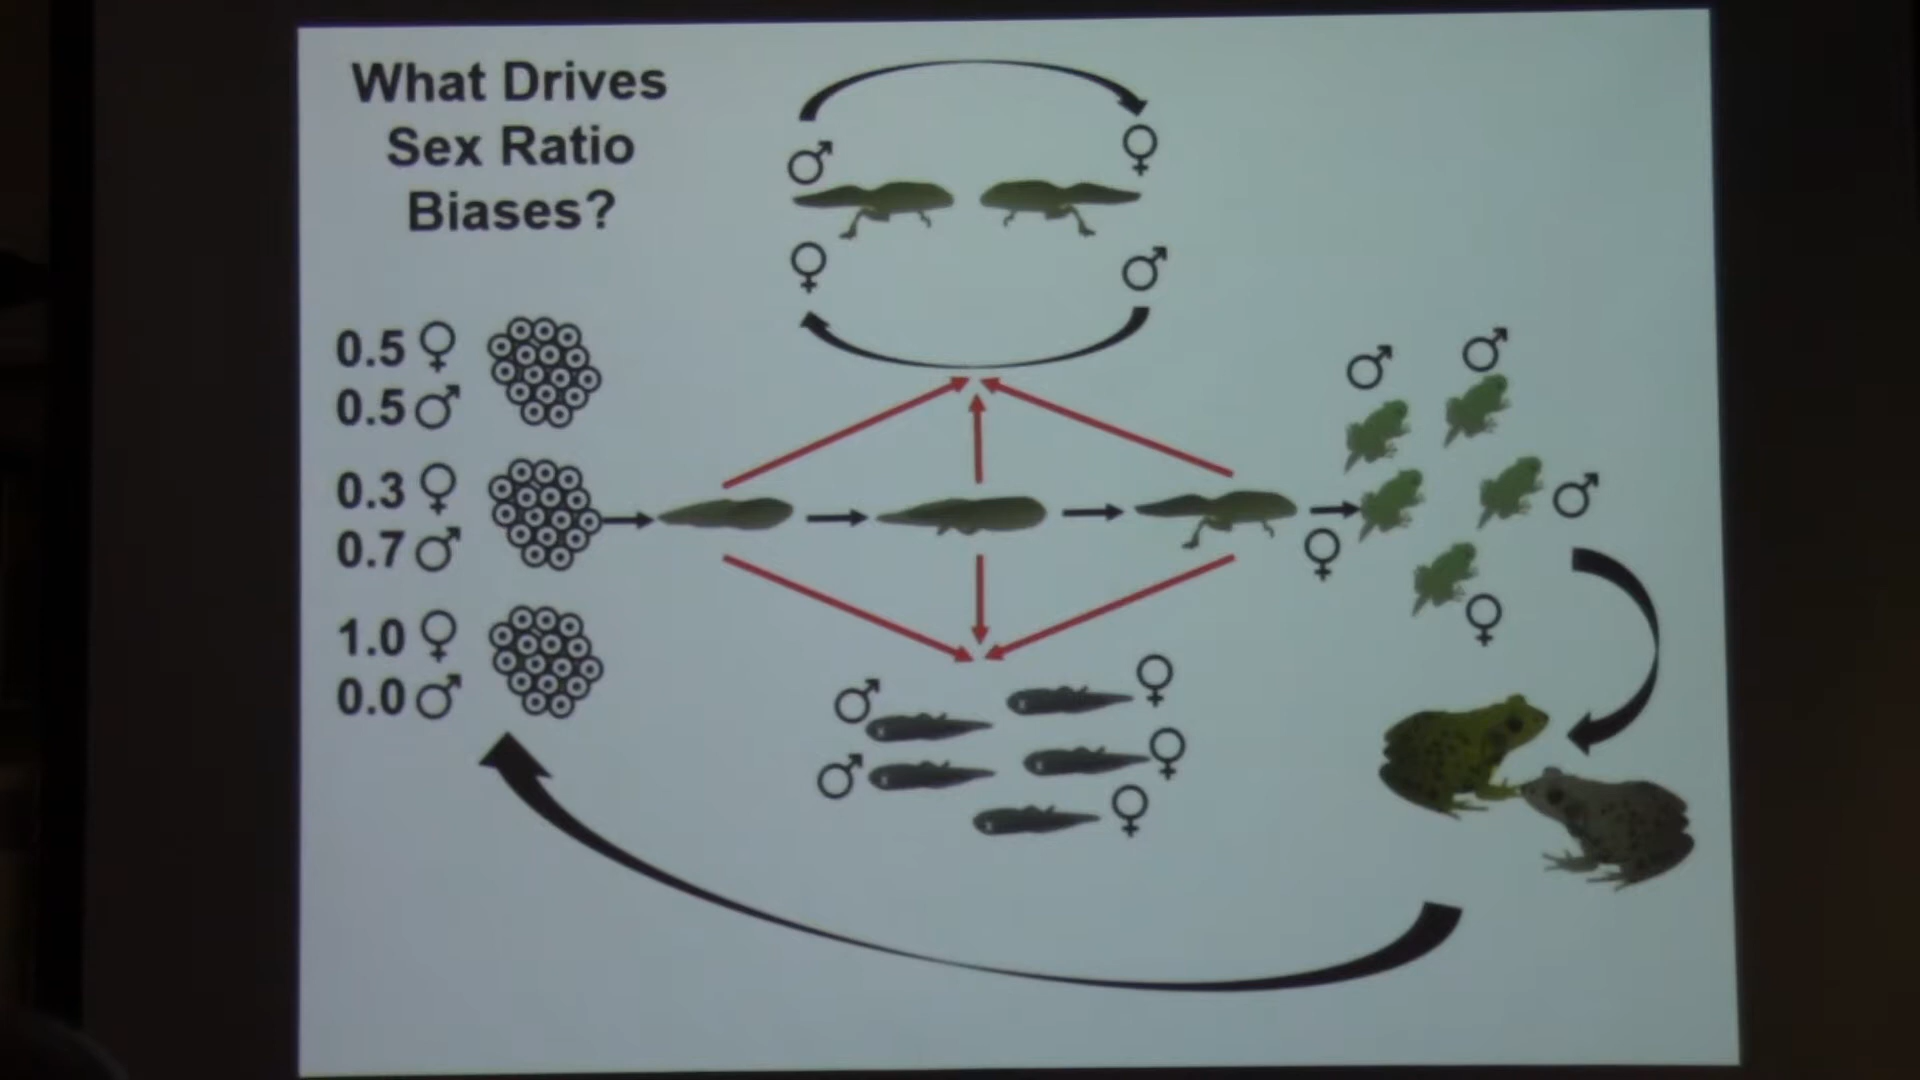 What Drives
Sex Ratio
Biases?
0.5 ♀
0.5 ♂
0.3 ♀
0.7 ♂
1.0 ♀
0.0 ♂